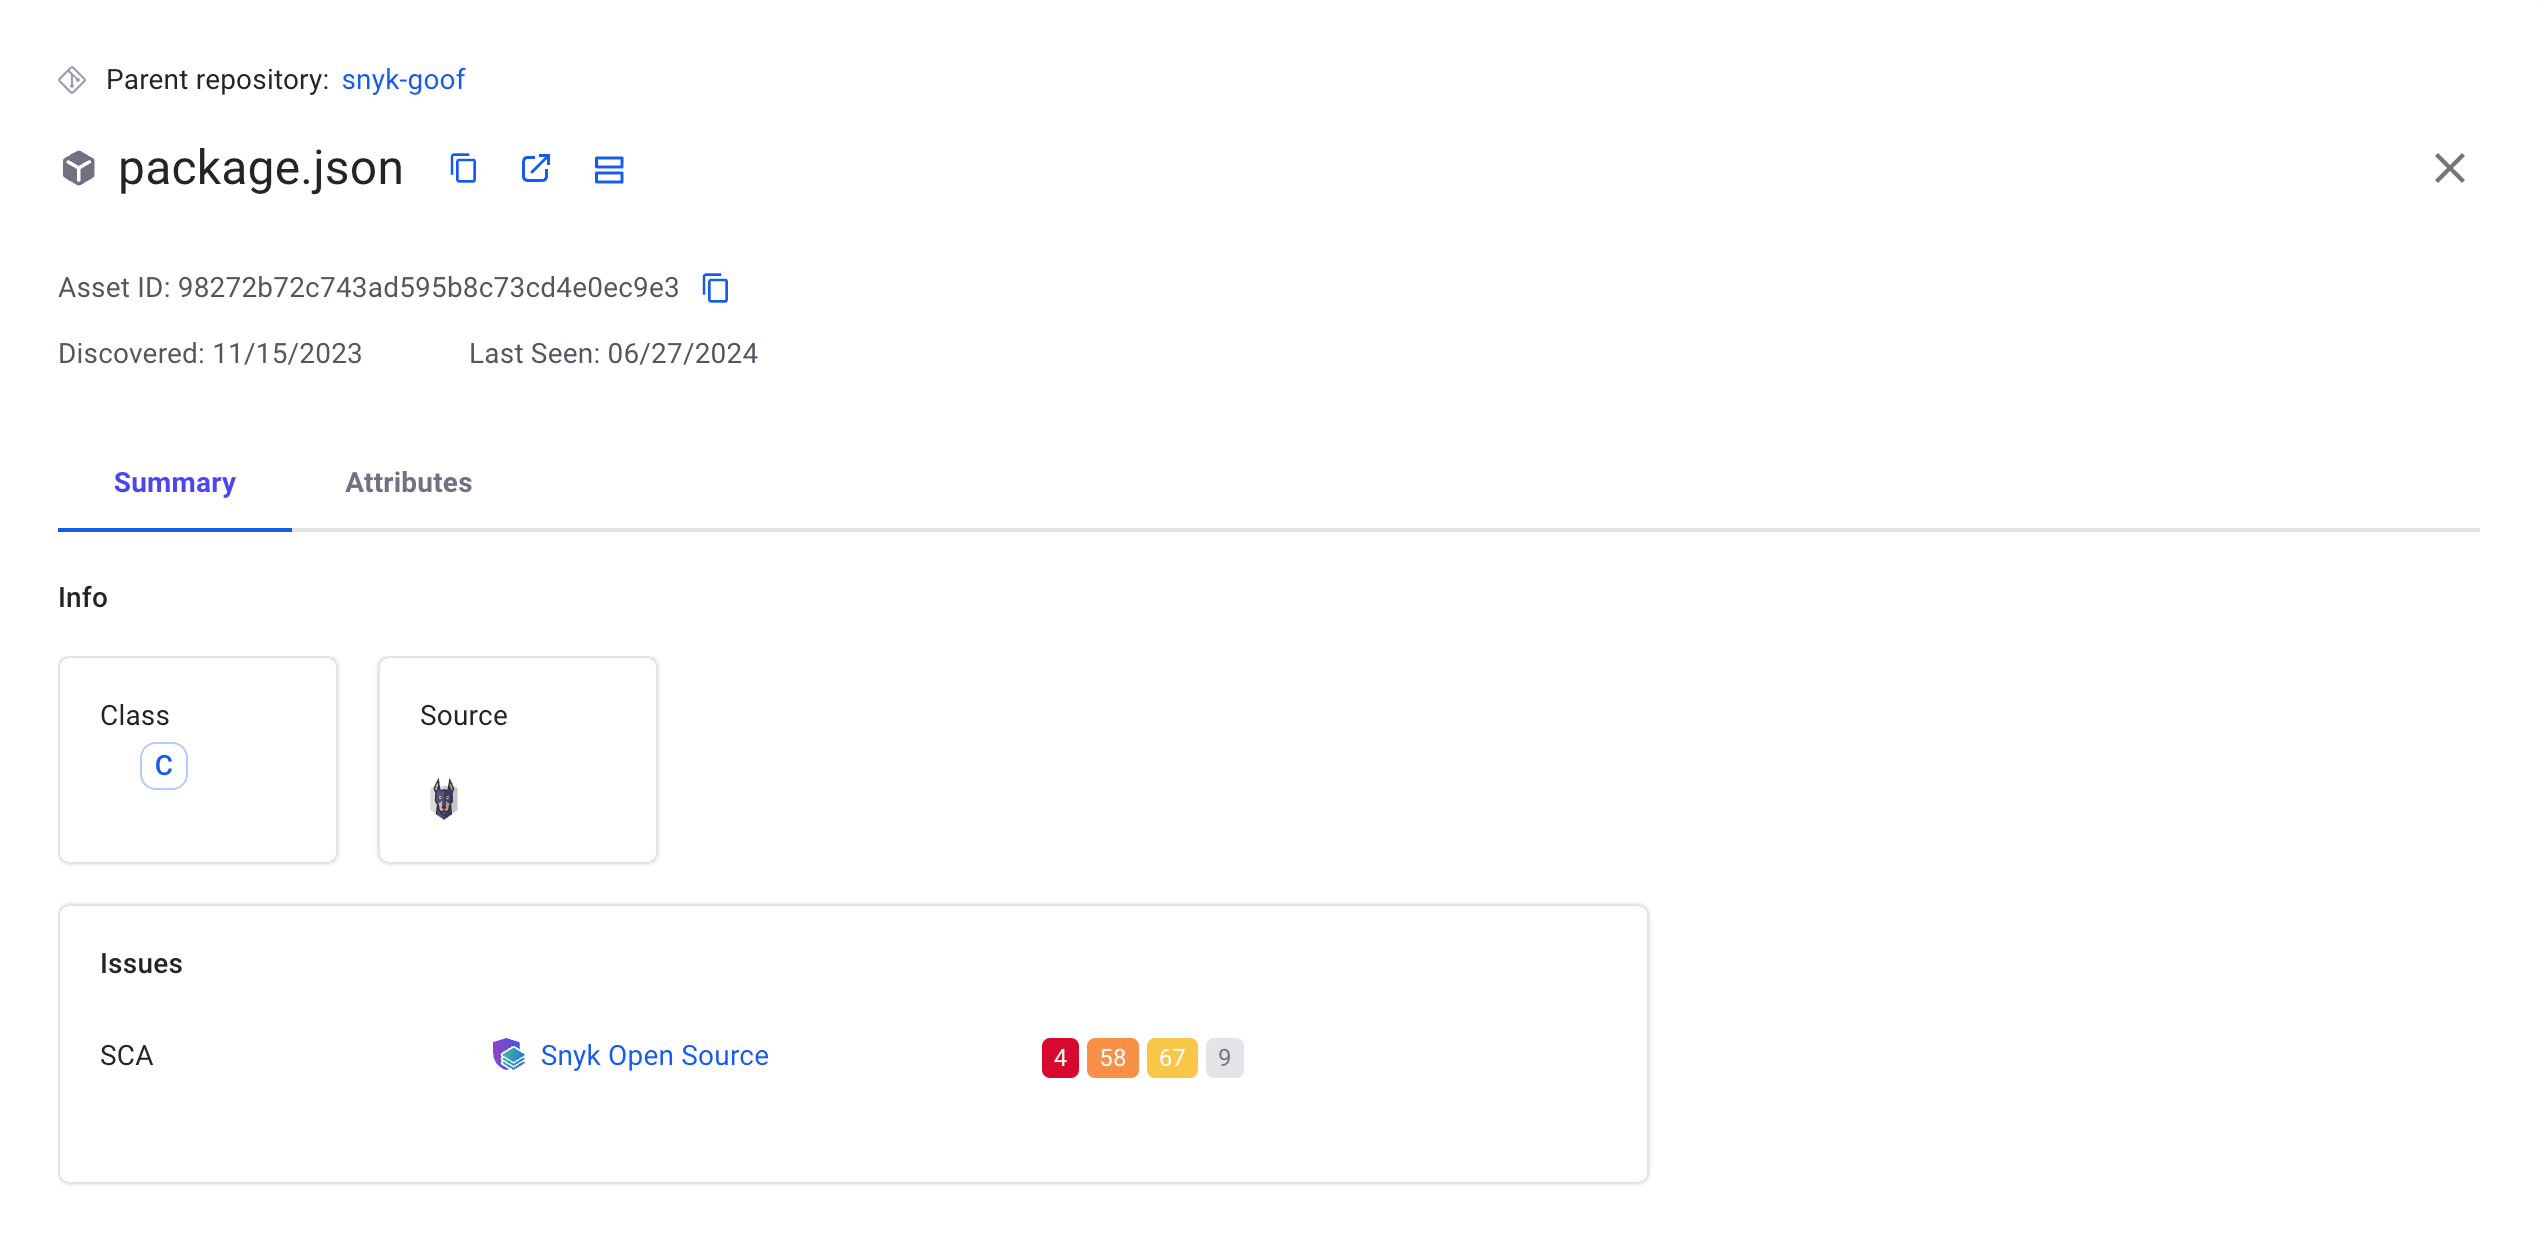 Parent repository: snyk-goof
package.json
Asset ID: 98272b72c743ad595b8c73cd4e0ec9e3
Discovered: 11/15/2023 Last Seen: 06/27/2024
Summary Attributes
Info
Class Source
C
Issues
SCA Snyk Open Source 4 58 67 9